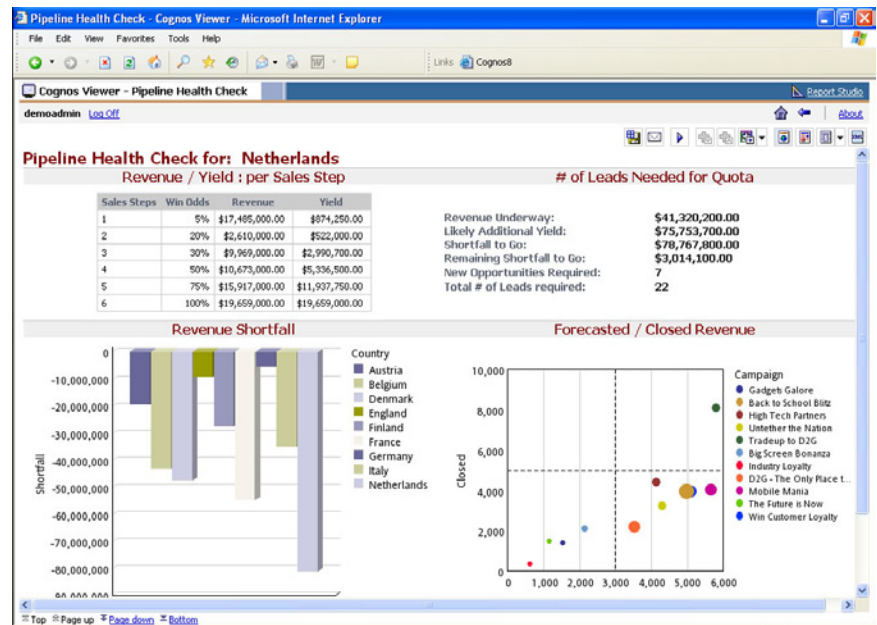 Pipeline Health Check - Cognos Viewer - Microsoft Internet Explorer
File Edit View Favorites Tools Help
Links Cognos8
Cognos Viewer - Pipeline Health Check
Report Studio
demoadmin Log Off
About
Pipeline Health Check for: Netherlands
Revenue / Yield : per Sales Step
Sales Steps Win Odds Revenue Yield
1 5% $17,485,000.00 $874,250.00
2 20% $2,610,000.00 $522,000.00
3 30% $9,969,000.00 $2,990,700.00
4 50% $10,673,000.00 $5,336,500.00
5 75% $15,917,000.00 $11,937,750.00
6 100% $19,659,000.00 $19,659,000.00
# of Leads Needed for Quota
Revenue Underway: $41,320,200.00
Likely Additional Yield: $75,753,700.00
Shortfall to Go: $78,767,800.00
Remaining Shortfall to Go: $3,014,100.00
New Opportunities Required: 7
Total # of Leads required: 22
Revenue Shortfall
0
-10,000,000
-20,000,000
-30,000,000
-40,000,000
-50,000,000
-60,000,000
-70,000,000
-80,000,000
Shortfall
Country
Austria
Belgium
Denmark
England
Finland
France
Germany
Italy
Netherlands
Forecasted / Closed Revenue
10,000
8,000
6,000
4,000
2,000
0
Closed
0 1,000 2,000 3,000 4,000 5,000 6,000
Campaign
Gadgets Galore
Back to School Blitz
High Tech Partners
Untether the Nation
Tradeup to D2G
Big Screen Bonanza
Industry Loyalty
D2G - The Only Place t...
Mobile Mania
The Future is Now
Win Customer Loyalty
Top Page up Page down Bottom